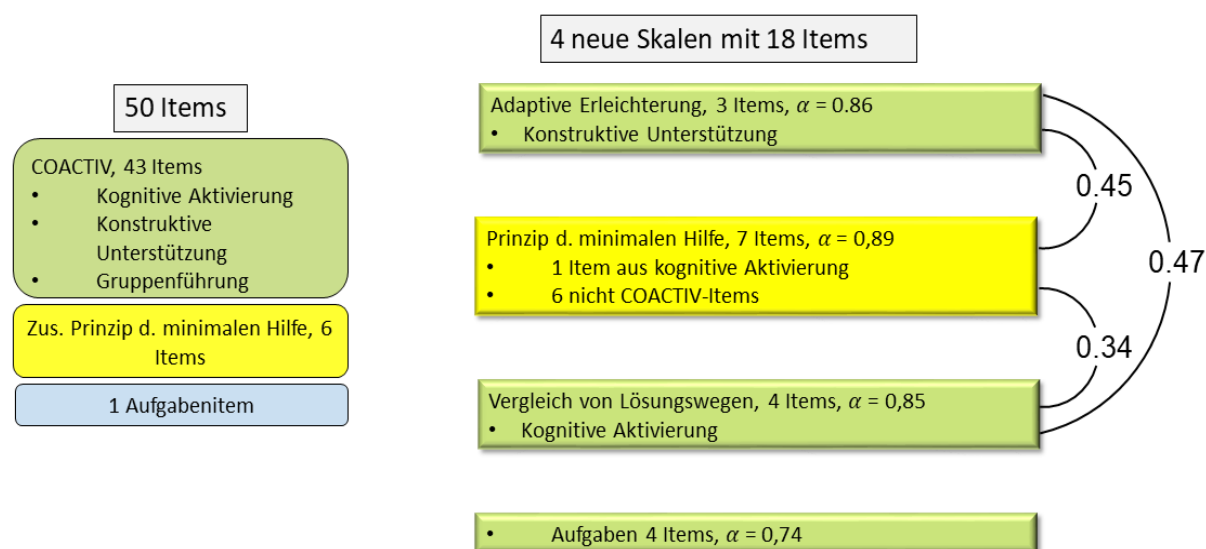 4 neue Skalen mit 18 Items
50 Items
COACTIV, 43 Items
• Kognitive Aktivierung
• Konstruktive
Unterstützung
• Gruppenführung
Zus. Prinzip d. minimalen Hilfe, 6
Items
1 Aufgabenitem
Adaptive Erleichterung, 3 Items, α = 0.86
• Konstruktive Unterstützung
Prinzip d. minimalen Hilfe, 7 Items, α = 0,89
• 1 Item aus kognitive Aktivierung
• 6 nicht COACTIV-Items
Vergleich von Lösungswegen, 4 Items, α = 0,85
• Kognitive Aktivierung
• Aufgaben 4 Items, α = 0,74
0.45
0.47
0.34